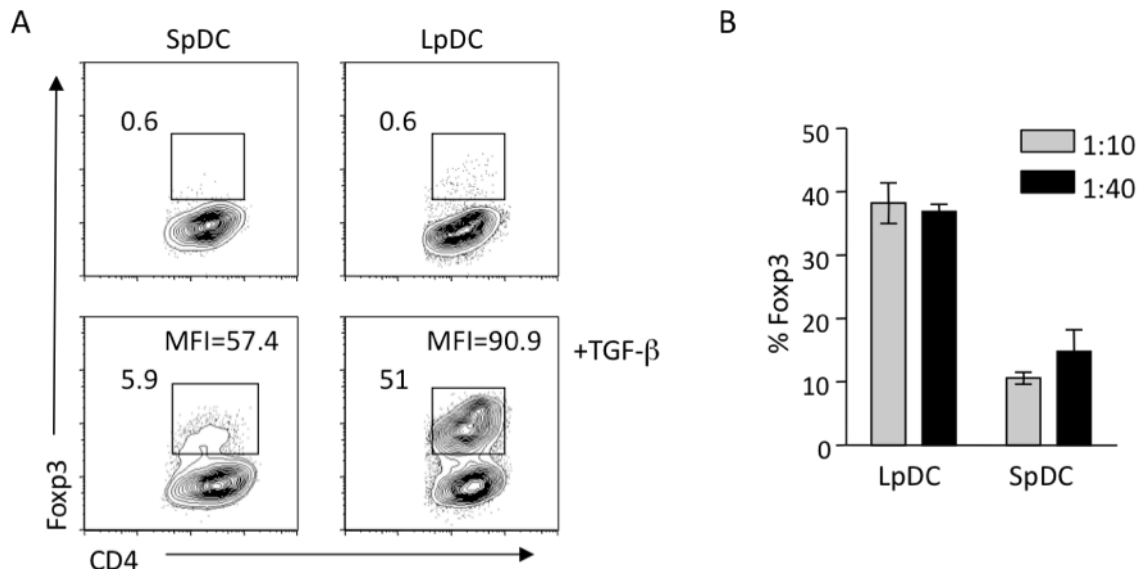 A
SpDC
LpDC
0.6
0.6
MFI=57.4
5.9
MFI=90.9
51
+TGF-β
Foxp3
CD4
B
1:10
1:40
% Foxp3
50
40
30
20
10
0
LpDC
SpDC